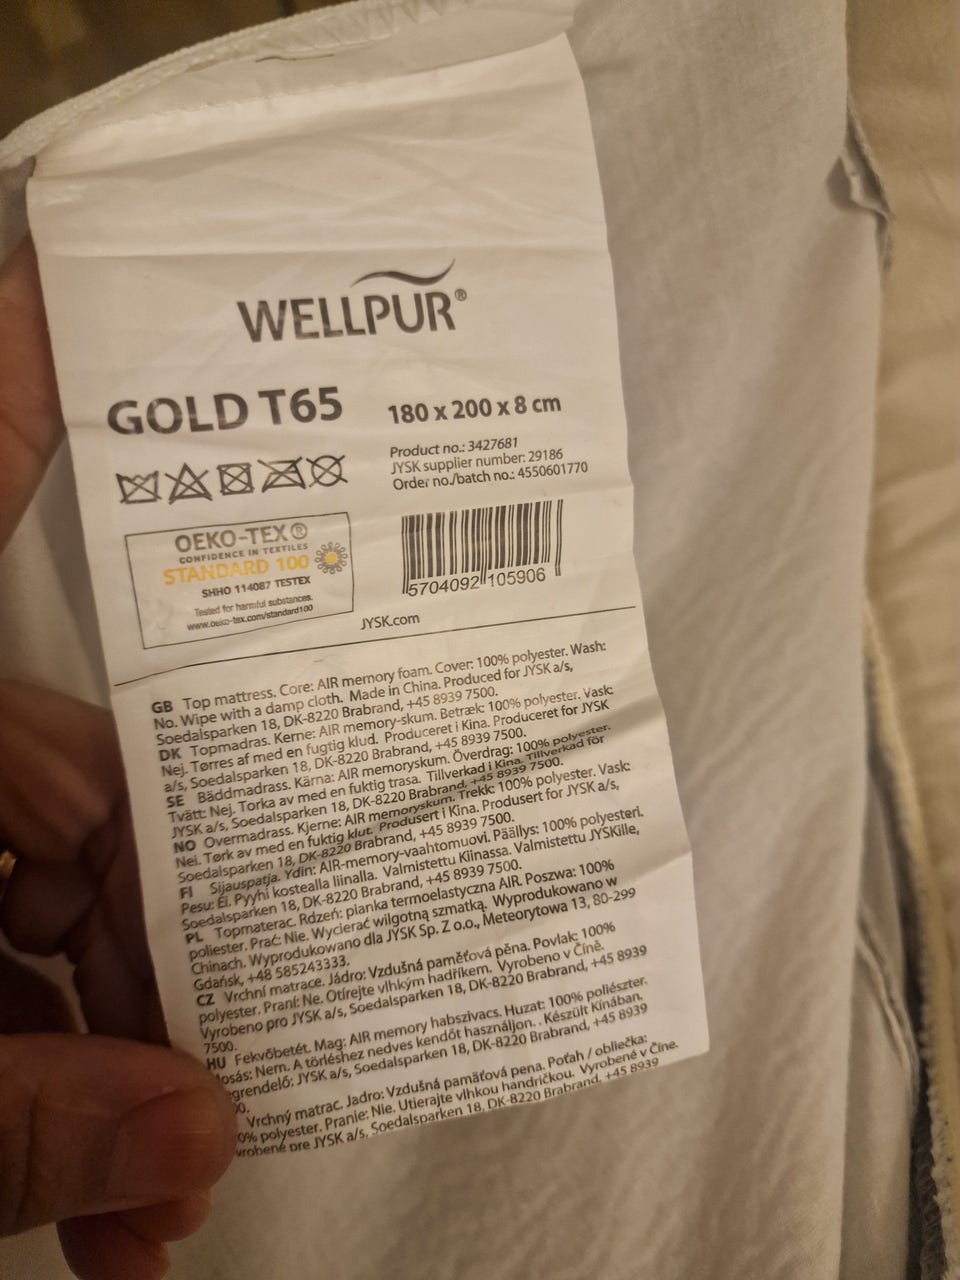 WELLPUR®
GOLD T65
180 x 200 x 8 cm
Product no.: 3427681
JYSK supplier number: 29186
Order no./batch no.: 4550601770
OEKO-TEX®
CONFIDENCE IN TEXTILES
STANDARD 100
SHHO 114087 TESTEX
Tested for harmful substances.
www.oeko-tex.com/standard100
5704092 105906
JYSK.com
GB Top mattress. Core: AIR memory foam. Cover: 100% polyester. Wash:
No. Wipe with a damp cloth. Made in China. Produced for JYSK a/s,
Soedalsparken 18, DK-8220 Brabrand, +45 8939 7500.
DK Topmadras. Kerne: AIR memory-skum. Betræk: 100% polyester. Vask:
Nej. Tørres af med en fugtig klud. Produceret i Kina. Produceret for JYSK
a/s, Soedalsparken 18, DK-8220 Brabrand, +45 8939 7500.
SE Bäddmadrass. Kärna: AIR memoryskum. Överdrag: 100% polyester.
Tvätt: Nej. Torka av med en fuktig trasa. Tillverkad i Kina. Tillverkad för
JYSK a/s, Soedalsparken 18, DK-8220 Brabrand, +45 8939 7500.
NO Overmadrass. Kjerne: AIR memoryskum. Trekk: 100% polyester. Vask:
Nei. Tørk av med en fuktig klut. Produsert i Kina. Produsert for JYSK a/s,
Soedalsparken 18, DK-8220 Brabrand, +45 8939 7500.
FI Sijauspatja. Ydin: AIR-memory-vaahtomuovi. Päällys: 100% polyesteri.
Pesu: Ei. Pyyhi kostealla liinalla. Valmistettu Kiinassa. Valmistettu JYSKille,
Soedalsparken 18, DK-8220 Brabrand, +45 8939 7500.
PL Topmaterac. Rdzeń: pianka termoelastyczna AIR. Poszwa: 100%
poliester. Prać: Nie. Wycierać wilgotną szmatką. Wyprodukowano w
Chinach. Wyprodukowano dla JYSK Sp. Z o.o., Meteorytowa 13, 80-299
Gdańsk, +48 585243333.
CZ Vrchní matrace. Jádro: Vzdušná paměťová pěna. Povlak: 100%
polyester. Praní: Ne. Otírejte vlhkým hadříkem. Vyrobeno v Číně.
Vyrobeno pro JYSK a/s, Soedalsparken 18, DK-8220 Brabrand, +45 8939
7500.
HU Fekvőbetét. Mag: AIR memory habszivacs. Huzat: 100% poliészter.
osás: Nem. A törléshez nedves kendőt használjon. . Készült Kínában.
grendelő: JYSK a/s, Soedalsparken 18, DK-8220 Brabrand, +45 8939
00.
Vrchný matrac. Jadro: Vzdušná pamäťová pena. Poťah / obliečka:
0% polyester. Pranie: Nie. Utierajte vlhkou handričkou. Vyrobené v Číne.
yrobené pre JYSK a/s, Soedalsparken 18, DK-8220 Brabrand, +45 8939